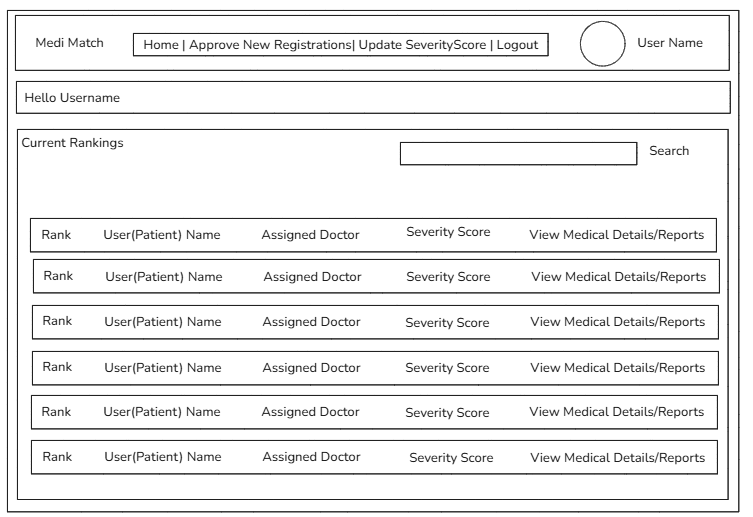 Medi Match Home | Approve New Registrations| Update SeverityScore | Logout User Name
Hello Username
Current Rankings
Search
Rank User(Patient) Name Assigned Doctor Severity Score View Medical Details/Reports
Rank User(Patient) Name Assigned Doctor Severity Score View Medical Details/Reports
Rank User(Patient) Name Assigned Doctor Severity Score View Medical Details/Reports
Rank User(Patient) Name Assigned Doctor Severity Score View Medical Details/Reports
Rank User(Patient) Name Assigned Doctor Severity Score View Medical Details/Reports
Rank User(Patient) Name Assigned Doctor Severity Score View Medical Details/Reports